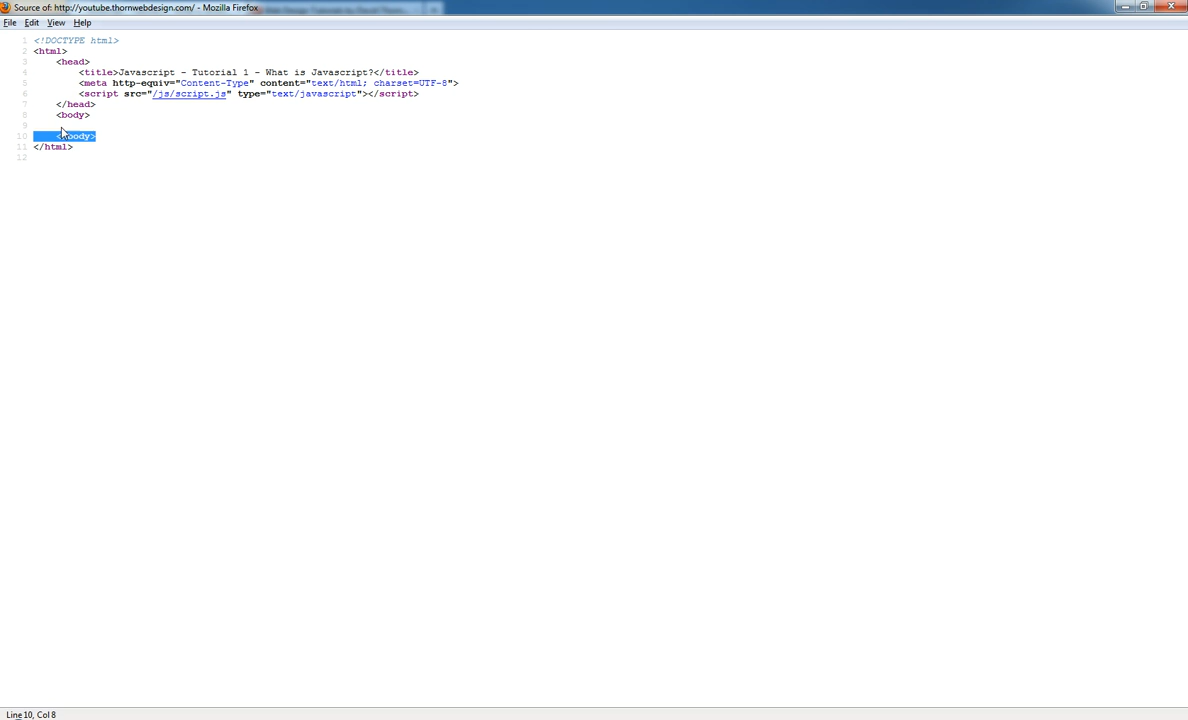 Source of: http://youtube.thornwebdesign.com/ - Mozilla Firefox
File Edit View Help
1 <!DOCTYPE html>
2 <html>
3 <head>
4 <title>Javascript - Tutorial 1 - What is Javascript?</title>
5 <meta http-equiv="Content-Type" content="text/html; charset=UTF-8">
6 <script src="/js/script.js" type="text/javascript"></script>
7 </head>
8 <body>
9
10 </body>
11 </html>
12
Line 10, Col 8